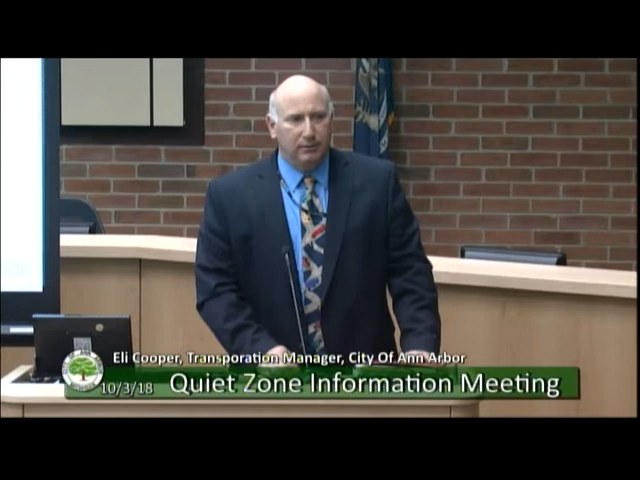 Eli Cooper, Transporation Manager, City Of Ann Arbor
10/3/18 Quiet Zone Information Meeting